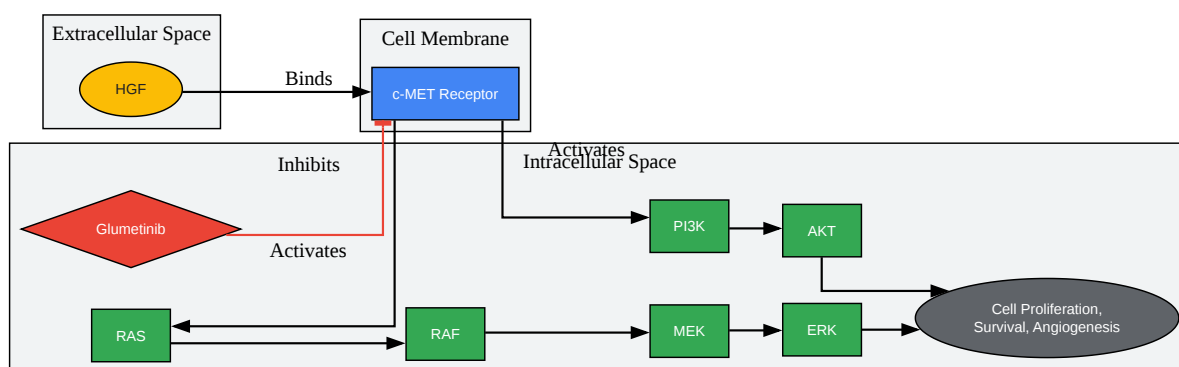 Extracellular Space
Cell Membrane
HGF
Binds
c-MET Receptor
Activates
Intracellular Space
Inhibits
Glumetinib
Activates
PI3K
AKT
RAS
RAF
MEK
ERK
Cell Proliferation,
Survival, Angiogenesis